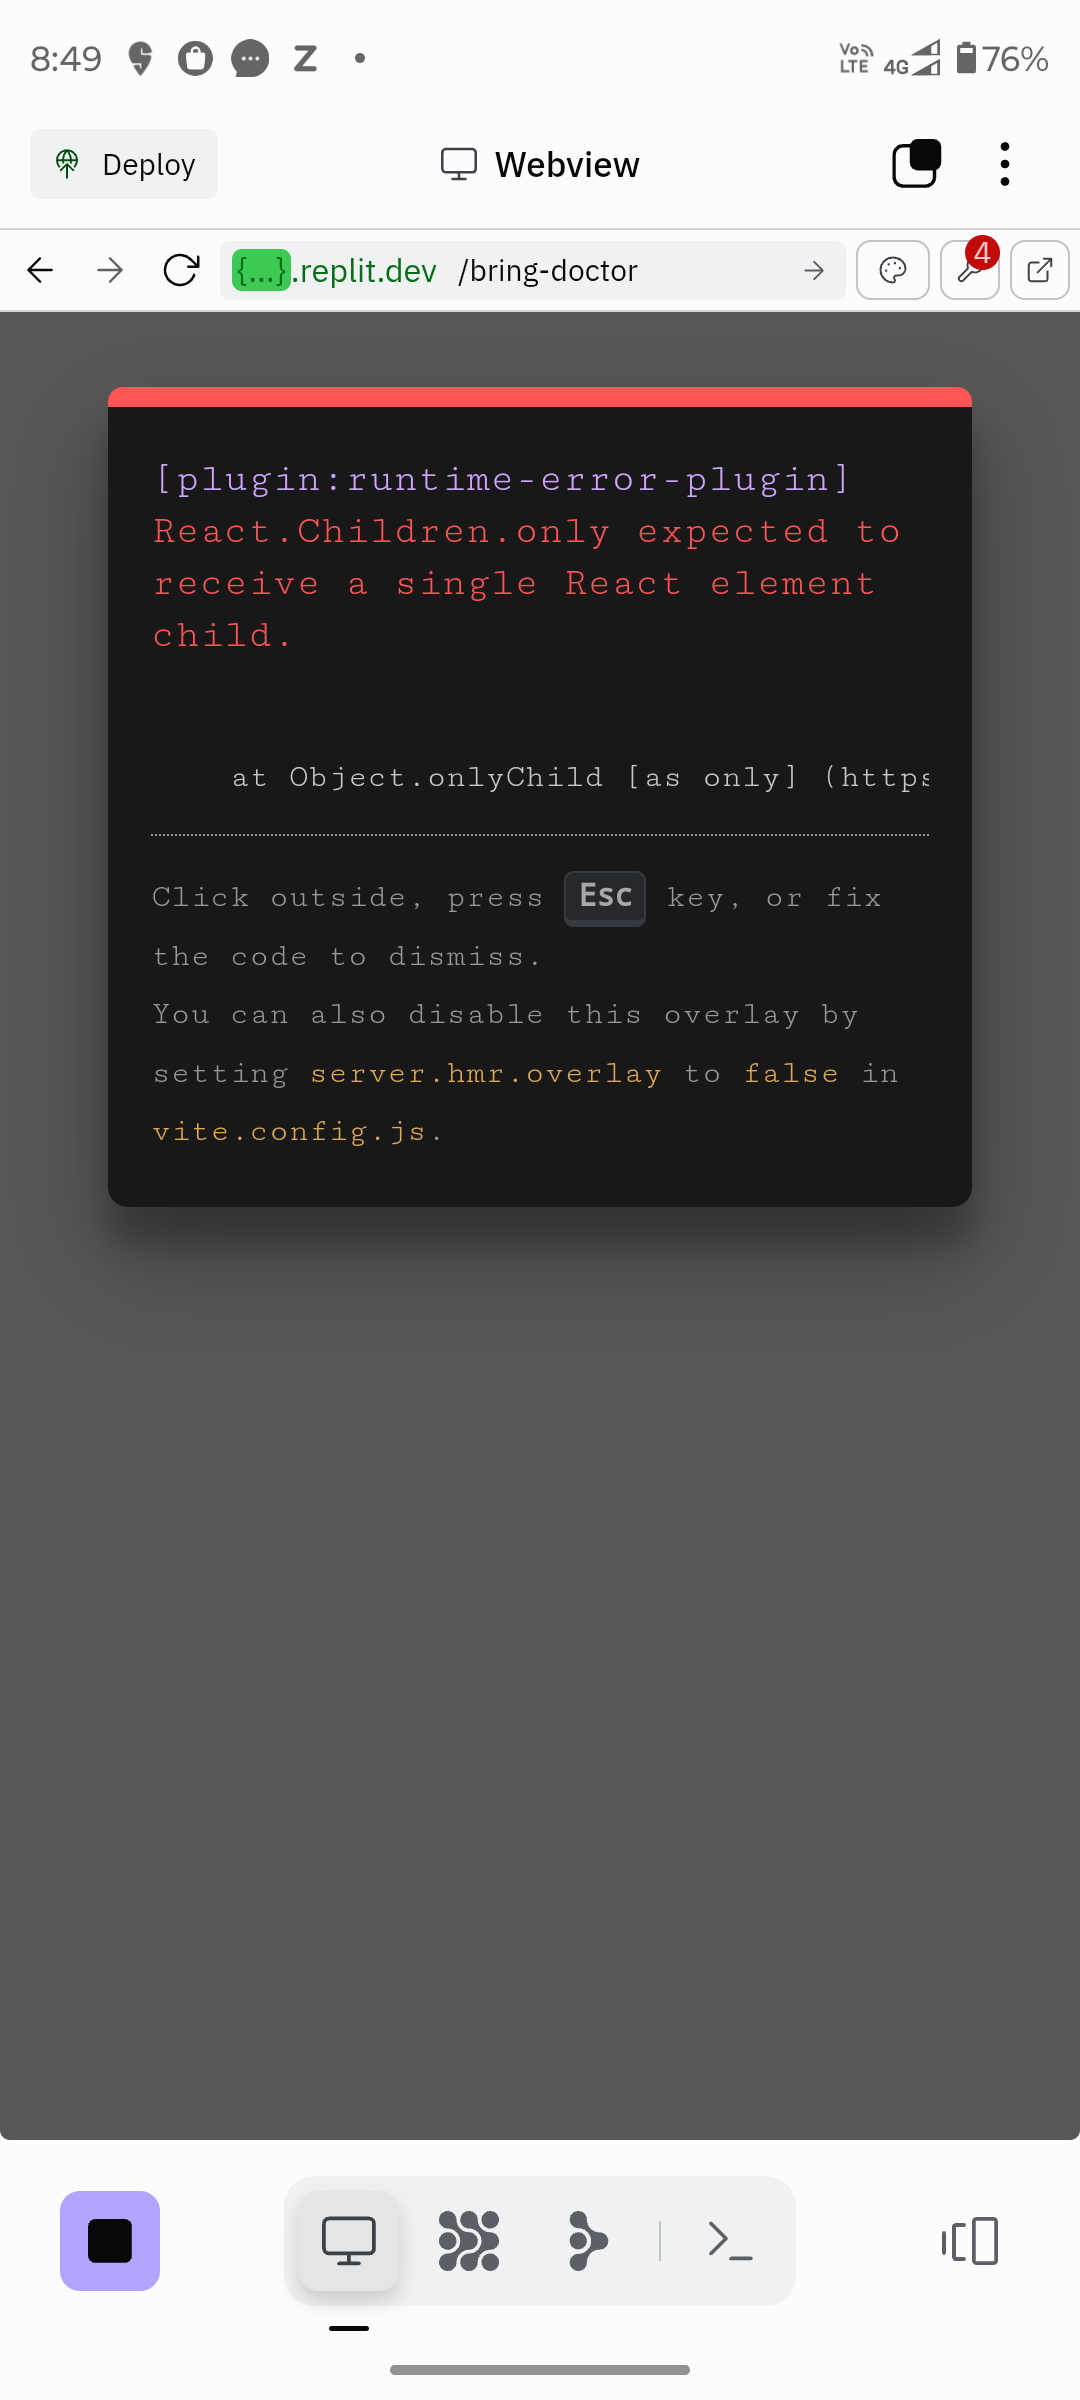 8:49
Z
Vo
LTE
4G
76%
Deploy
Webview
{...}.replit.dev /bring-doctor
4
[plugin:runtime-error-plugin]
React.Children.only expected to
receive a single React element
child.
at Object.onlyChild [as only] (https
Click outside, press Esc key, or fix
the code to dismiss.
You can also disable this overlay by
setting server.hmr.overlay to false in
vite.config.js.